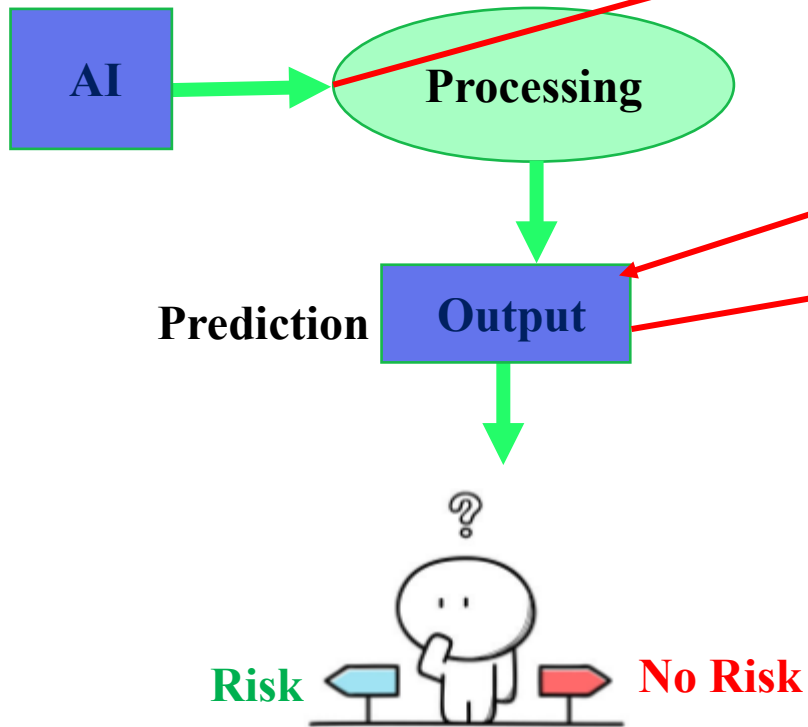 AI
Processing
Prediction
Output
?
Risk
No Risk